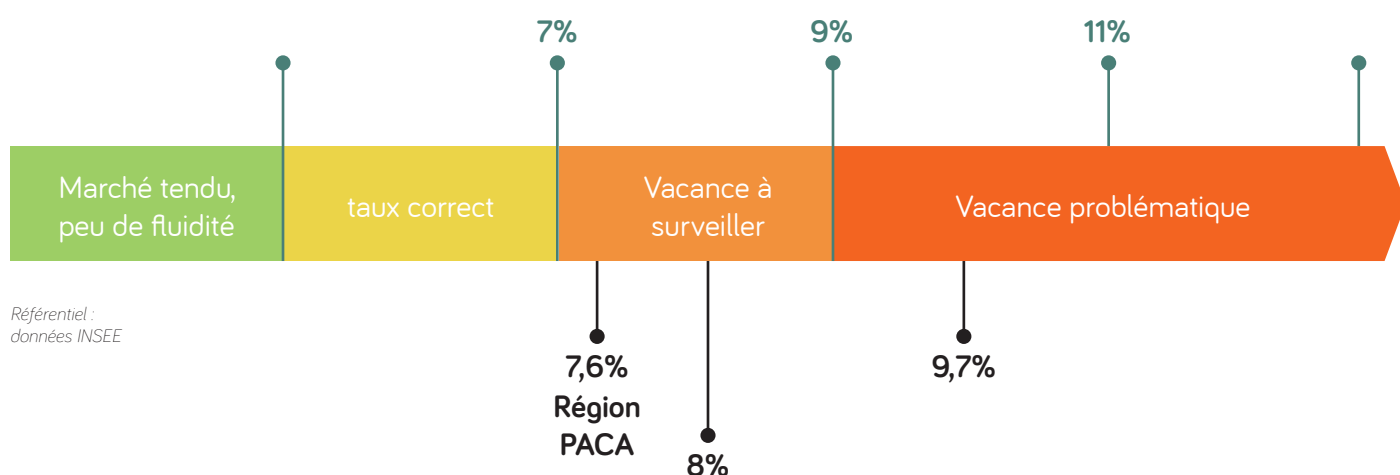 7%
9%
11%
Marché tendu,
peu de fluidité
taux correct
Vacance à
surveiller
Vacance problématique
Référentiel :
données INSEE
7,6%
Région
PACA
8%
9,7%